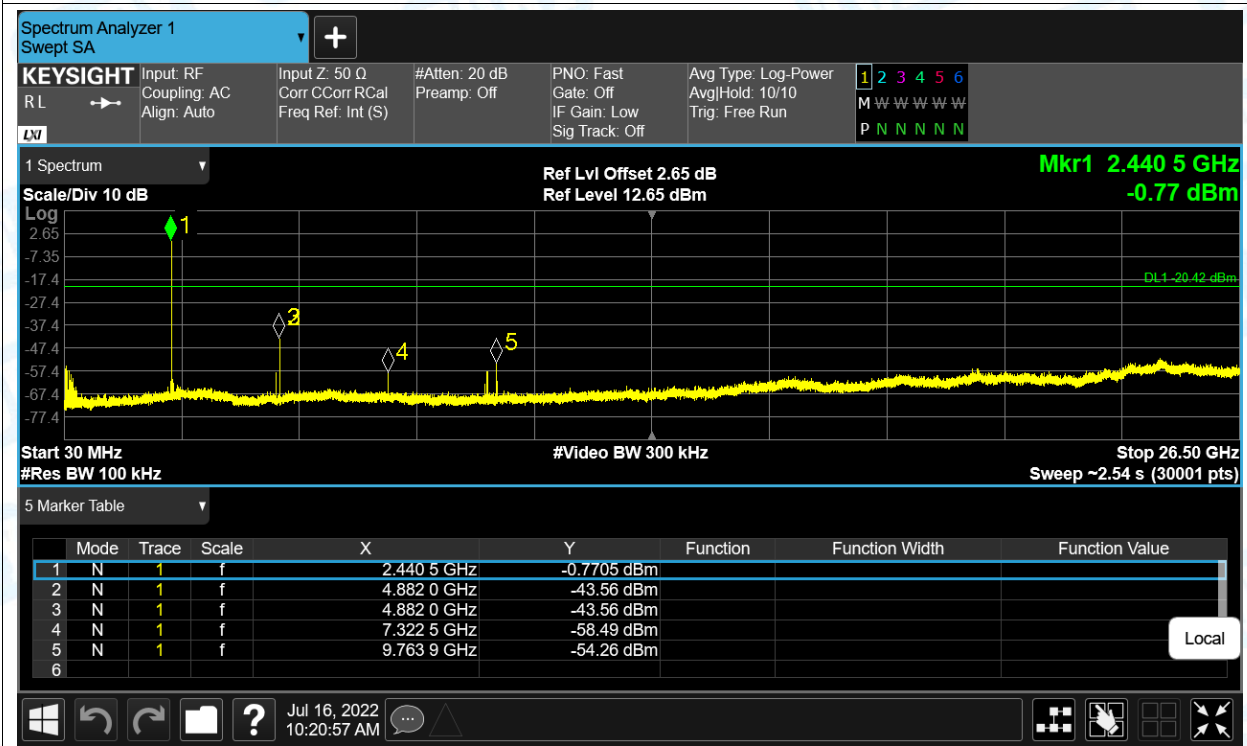 Spectrum Analyzer 1
Swept SA
+
KEYSIGHT
R L
LXI
Input: RF
Coupling: AC
Align: Auto
Input Z: 50 Ω
Corr CCorr RCal
Freq Ref: Int (S)
#Atten: 20 dB
Preamp: Off
PNO: Fast
Gate: Off
IF Gain: Low
Sig Track: Off
Avg Type: Log-Power
Avg|Hold: 10/10
Trig: Free Run
1 2 3 4 5 6
M W W W W W
P N N N N N
1 Spectrum
Scale/Div 10 dB
Ref Lvl Offset 2.65 dB
Ref Level 12.65 dBm
Mkr1 2.440 5 GHz
-0.77 dBm
Log
2.65
-7.35
-17.4
-27.4
-37.4
-47.4
-57.4
-67.4
-77.4
1
3
4
5
DL1 -20.42 dBm
Start 30 MHz
#Res BW 100 kHz
#Video BW 300 kHz
Stop 26.50 GHz
Sweep ~2.54 s (30001 pts)
5 Marker Table
Mode Trace Scale X Y Function Function Width Function Value
1 N 1 f 2.440 5 GHz -0.7705 dBm
2 N 1 f 4.882 0 GHz -43.56 dBm
3 N 1 f 4.882 0 GHz -43.56 dBm
4 N 1 f 7.322 5 GHz -58.49 dBm
5 N 1 f 9.763 9 GHz -54.26 dBm
6
Local
?
Jul 16, 2022
10:20:57 AM